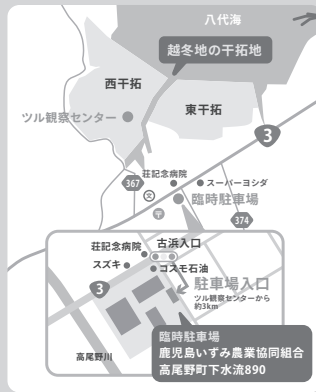 八代海
越冬地の干拓地
西干拓
東干拓
ツル観察センター
3
荘記念病院
367
スーパーヨシダ
文
臨時駐車場
〒
374
荘記念病院
古浜入口
スズキ
コスモ石油
3
駐車場入口
ツル観察センターから
約3km
高尾野川
臨時駐車場
鹿児島いずみ農業協同組合
高尾野町下水流890